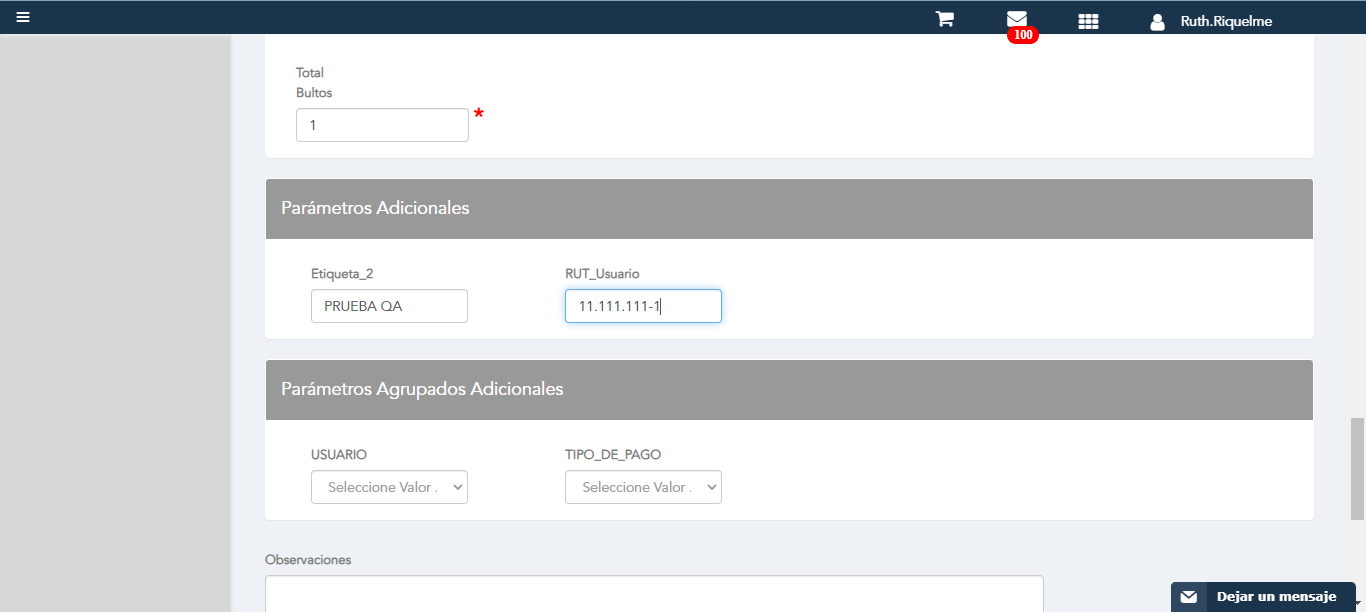 Ruth.Riquelme
100
Total
Bultos
1
*
Parámetros Adicionales
Etiqueta_2
RUT_Usuario
PRUEBA QA
11.111.111-1
Parámetros Agrupados Adicionales
USUARIO
TIPO_DE_PAGO
Seleccione Valor .
Seleccione Valor .
Observaciones
Dejar un mensaje